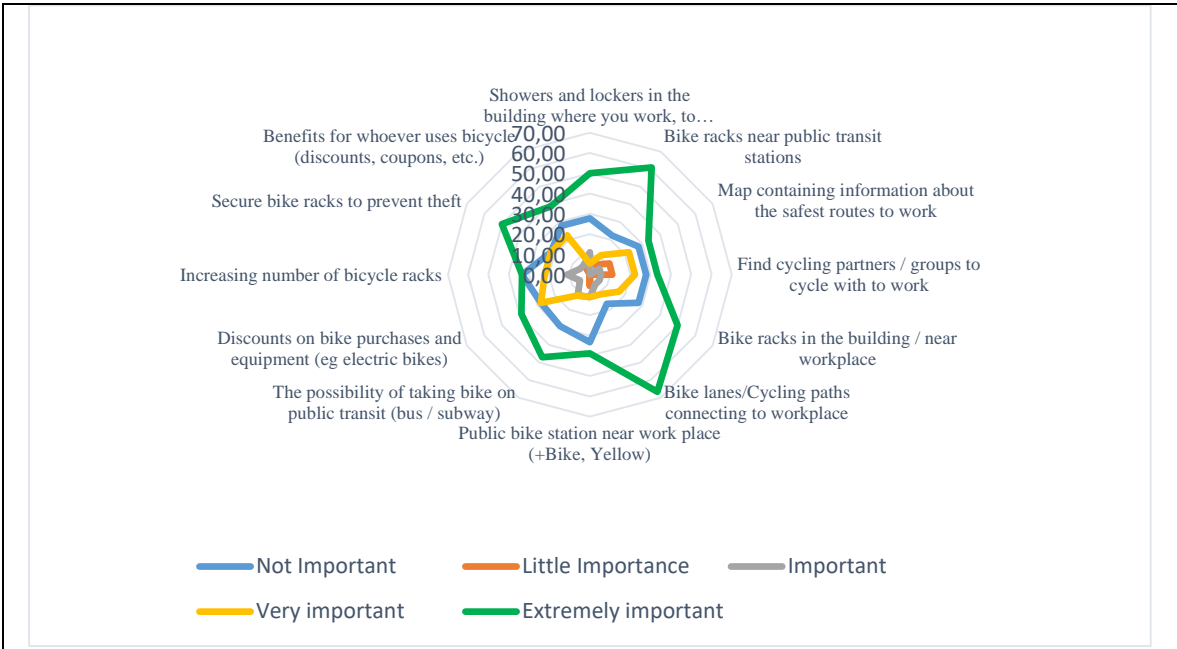 Showers and lockers in the
building where you work, to…
Benefits for whoever uses bicycle
(discounts, coupons, etc.)
Bike racks near public transit
stations
Secure bike racks to prevent theft
Map containing information about
the safest routes to work
Increasing number of bicycle racks
Find cycling partners / groups to
cycle with to work
Discounts on bike purchases and
equipment (eg electric bikes)
Bike racks in the building / near
workplace
The possibility of taking bike on
public transit (bus / subway)
Bike lanes/Cycling paths
connecting to workplace
Public bike station near work place
(+Bike, Yellow)
70,00
60,00
50,00
40,00
30,00
20,00
10,00
0,00
Not Important
Little Importance
Important
Very important
Extremely important